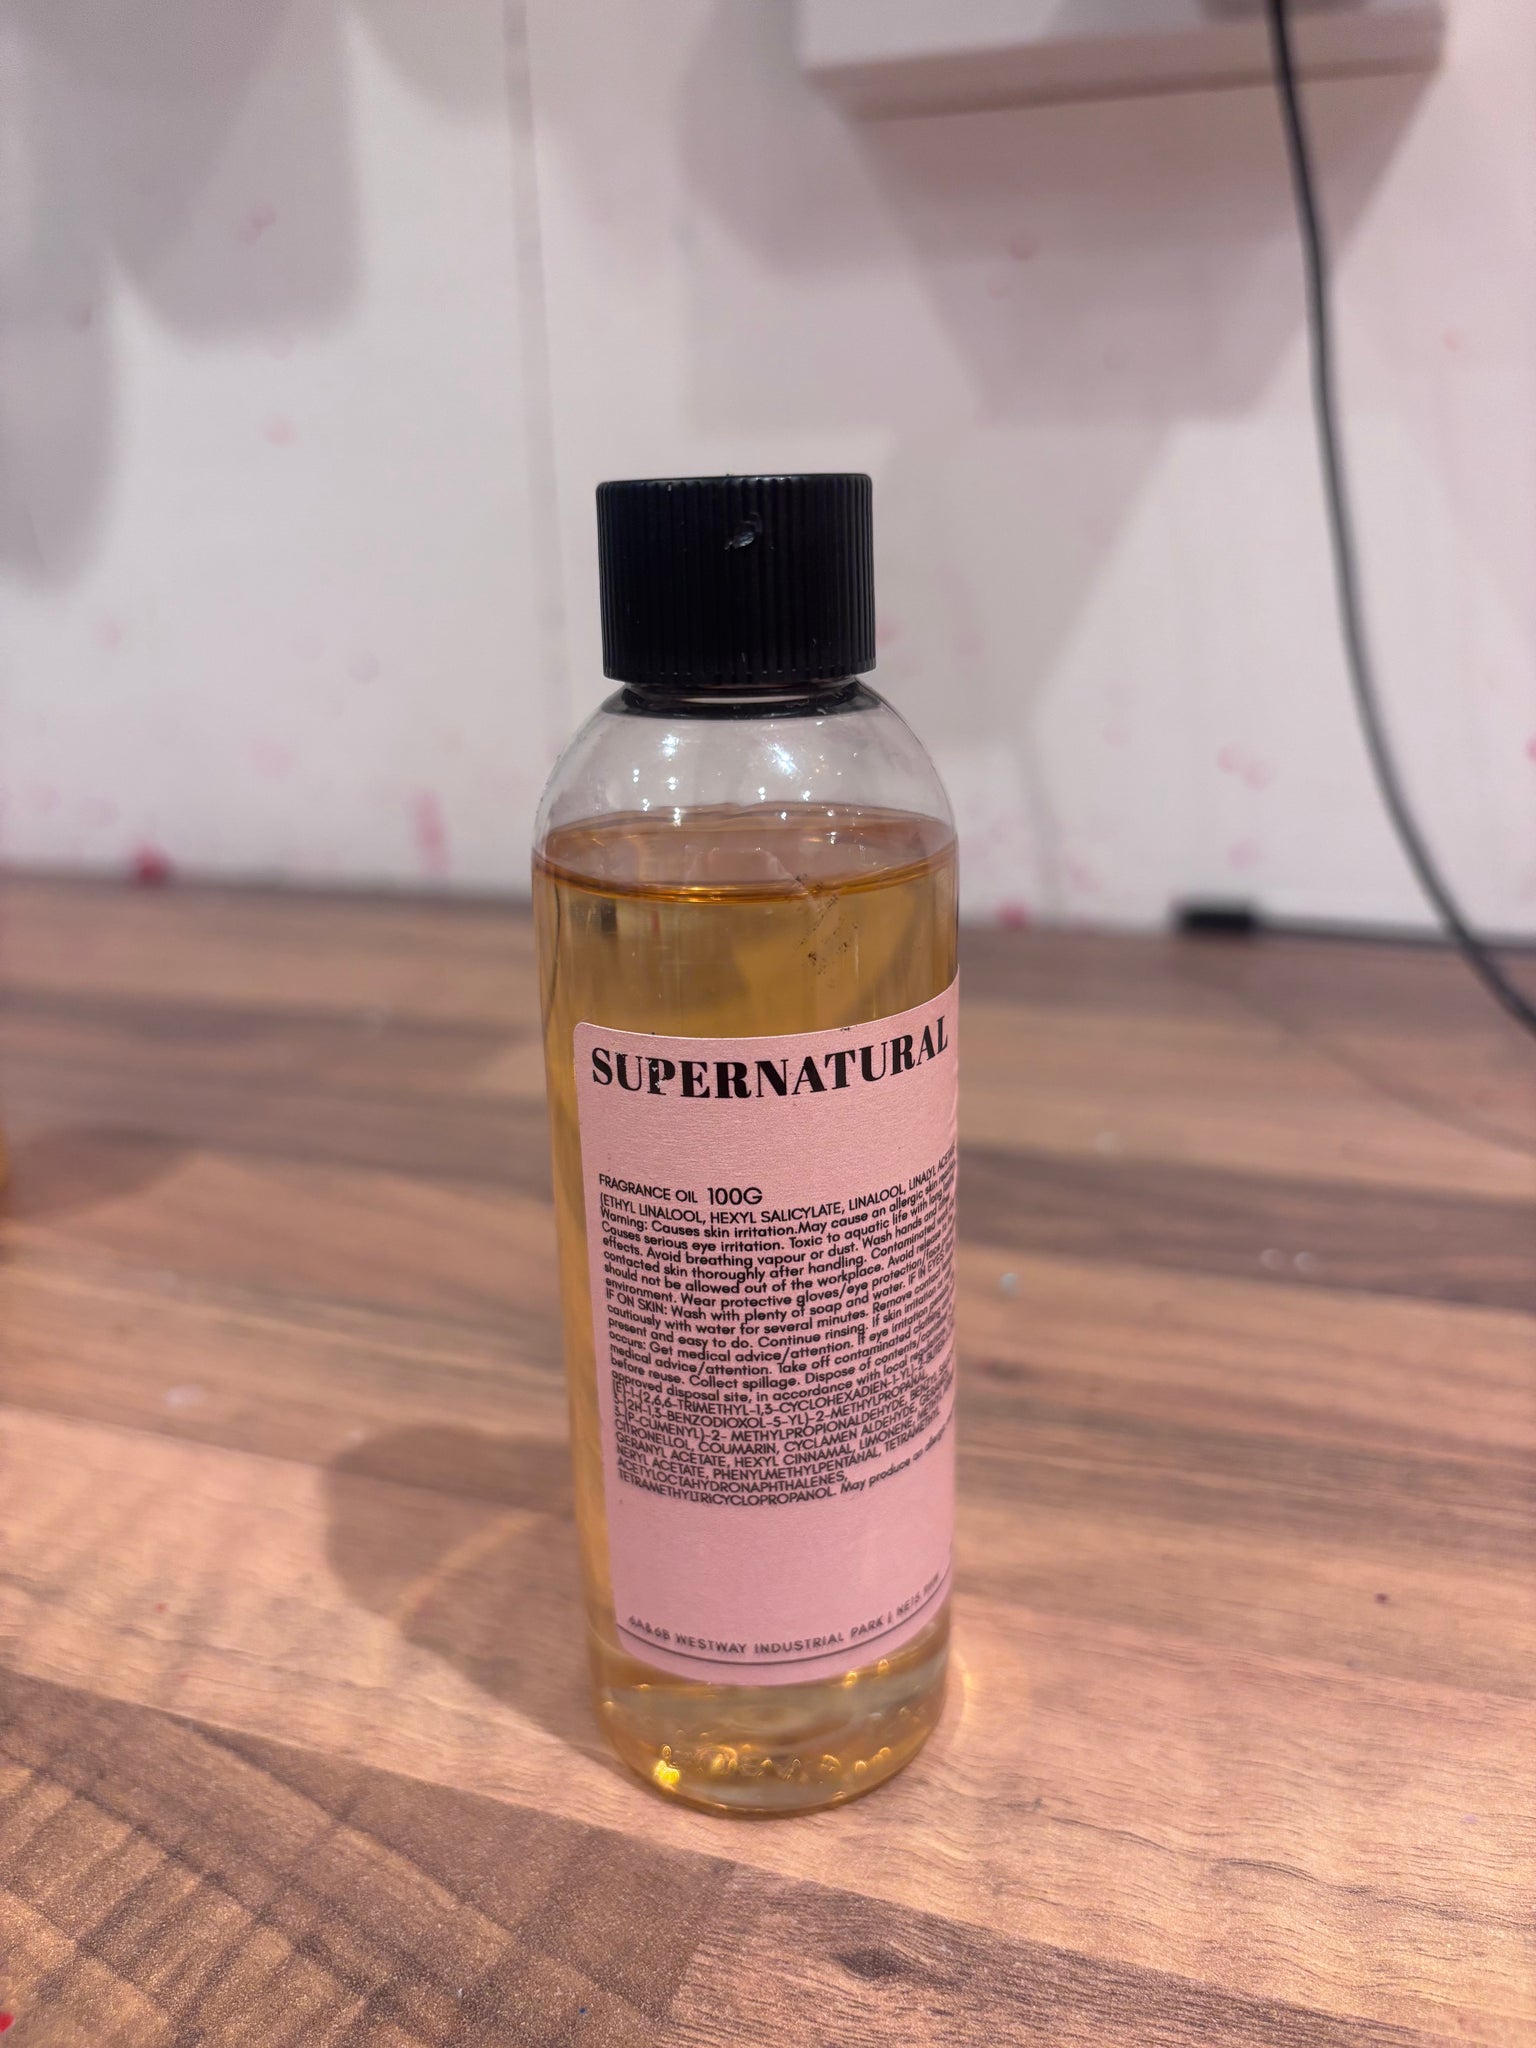 SUPERNATURAL
FRAGRANCE OIL 100G
(ETHYL LINALOOL, HEXYL SALICYLATE, LINALOOL, LINALYL ACETATE
Warning: Causes skin irritation.May cause an allergic skin
Causes serious eye irritation. Toxic to aquatic life with long lasting
effects. Avoid breathing vapour or dust. Wash hands and other
contacted skin thoroughly after handling. Contaminated
should not be allowed out of the workplace. Avoid release
environment. Wear protective gloves/eye protection/face
IF ON SKIN: Wash with plenty of soap and water. IF IN EYES:
cautiously with water for several minutes. Remove contact
present and easy to do. Continue rinsing. If skin irritation
occurs: Get medical advice/attention. If eye irritation
medical advice/attention. Take off contaminated clothing
before reuse. Collect spillage. Dispose of contents/
approved disposal site, in accordance with local
(E)-1-(2,6,6-TRIMETHYL-1,3-CYCLOHEXADIEN-1-YL)-2-
3-(2H-1,3-BENZODIOXOL-5-YL)-2-METHYLPROPANAL,
3-(P-CUMENYL)-2- METHYLPROPIONALDEHYDE,
CITRONELLOL, COUMARIN, CYCLAMEN ALDEHYDE,
GERANYL ACETATE, HEXYL CINNAMAL, LIMONENE,
NERYL ACETATE, PHENYLMETHYLPENTANAL, TETRAMETHYL
ACETYLOCTAHYDRONAPHTHALENES,
TETRAMETHYLTRICYCLOPROPANOL. May produce an
6A&6B WESTWAY INDUSTRIAL PARK | NE15